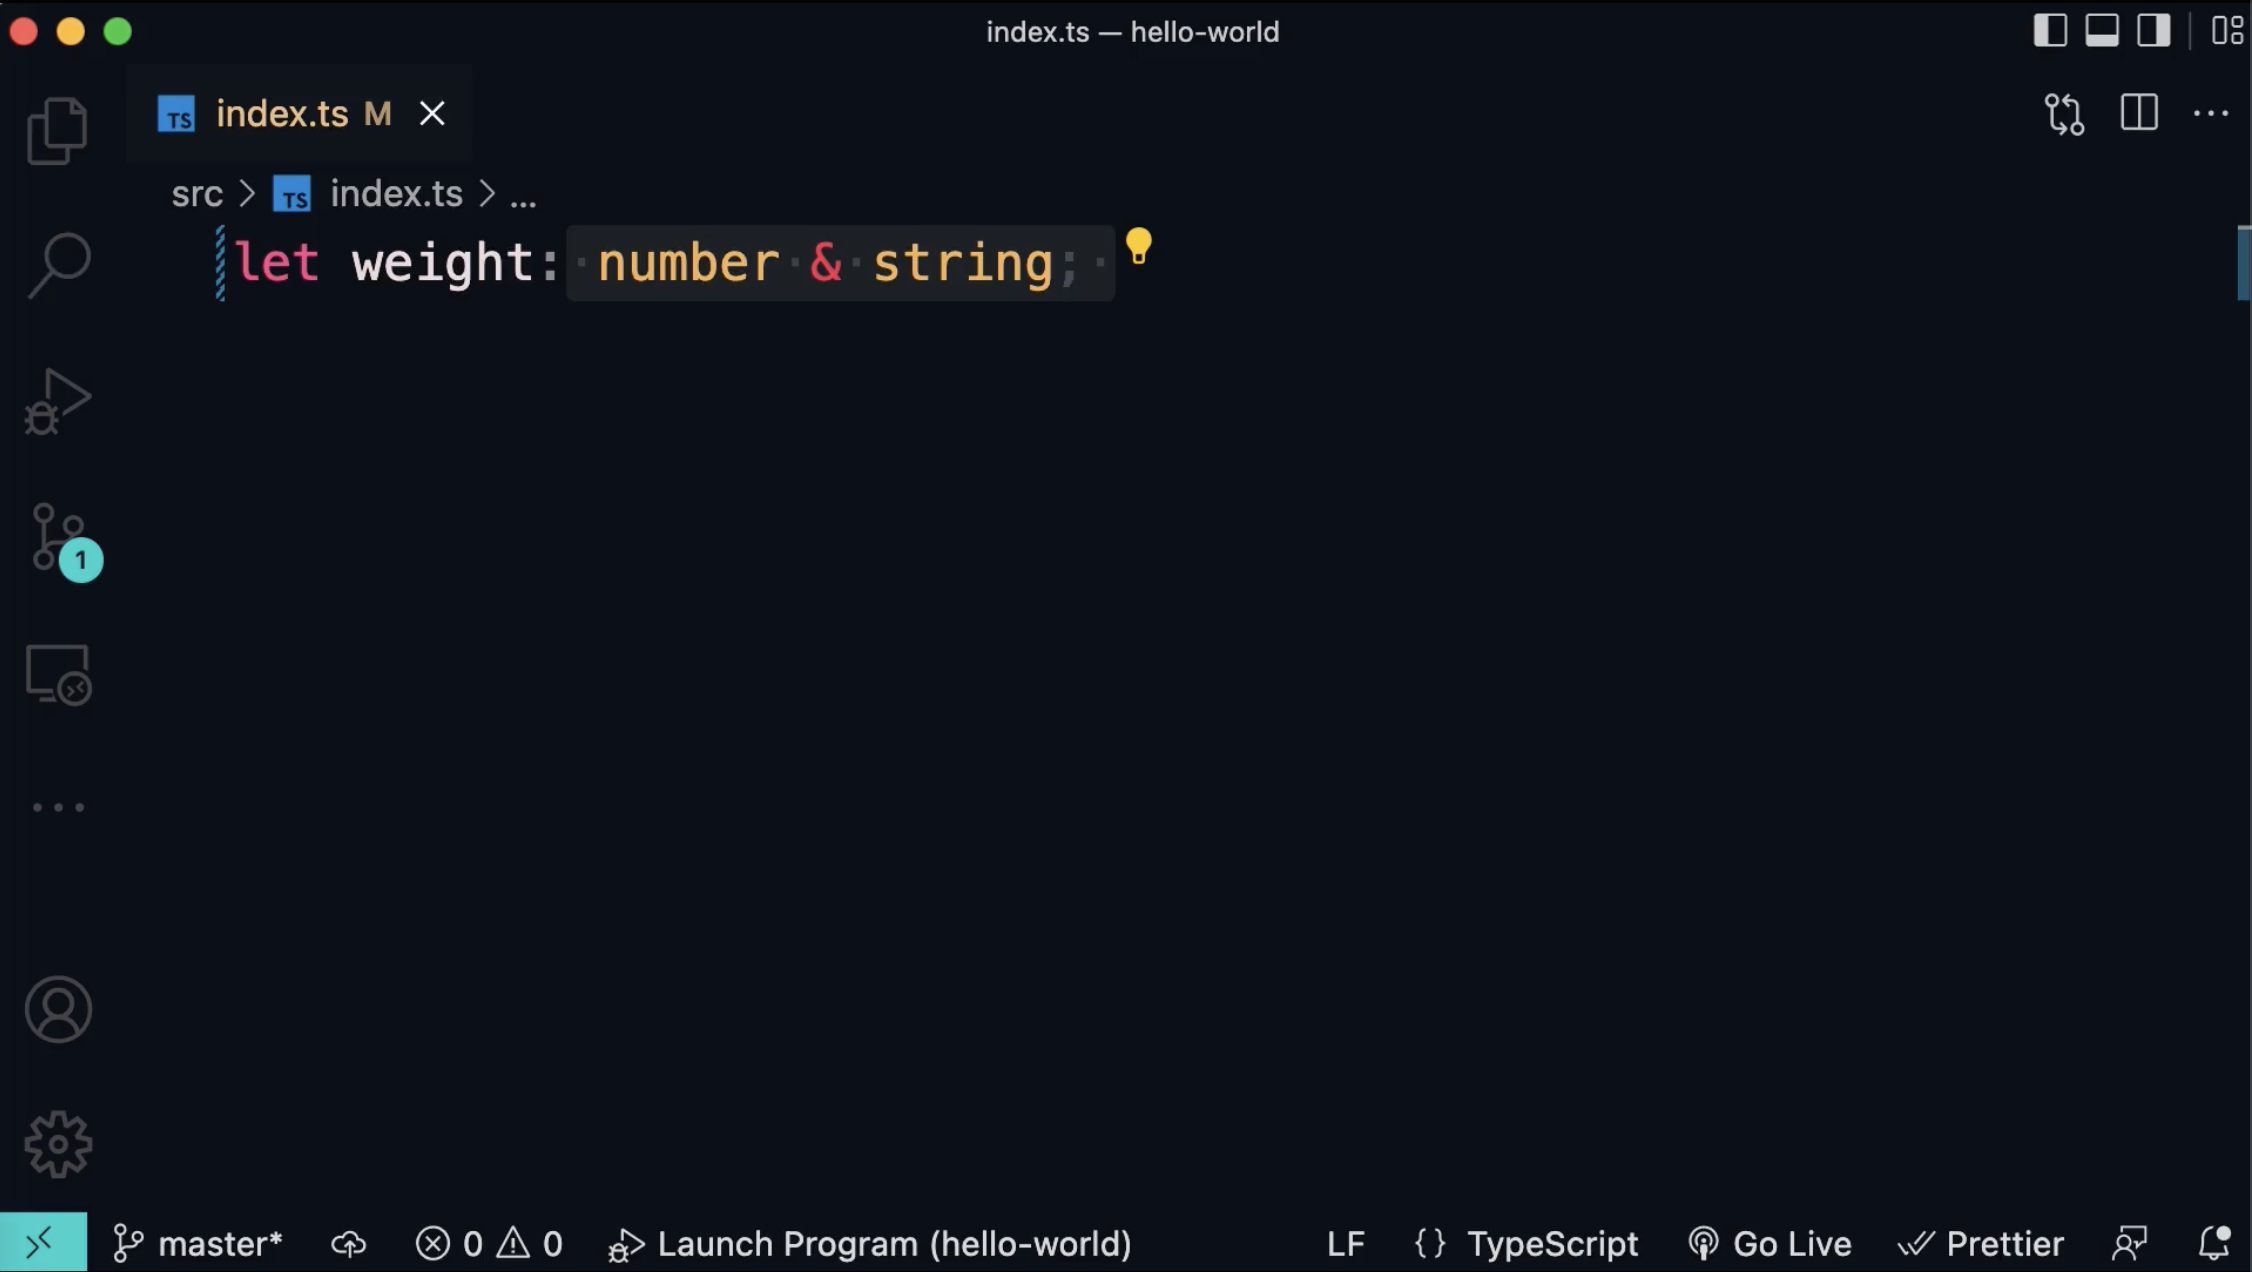 index.ts — hello-world
TS index.ts M
src > TS index.ts > ...
let weight: number & string;
1
master* 0 0 Launch Program (hello-world) LF {} TypeScript Go Live Prettier